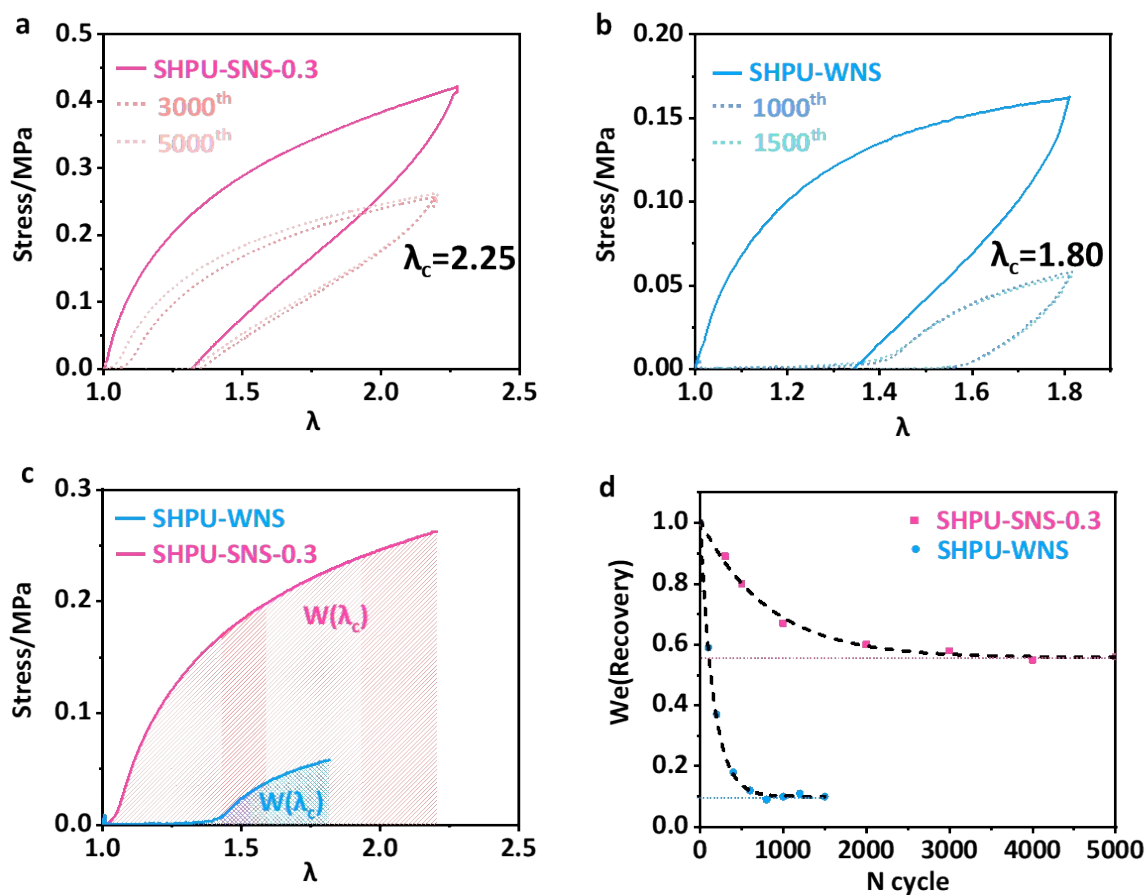 a
0.5
0.4
0.3
0.2
0.1
0.0
1.0 1.5 2.0 2.5
Stress/MPa
λ
SHPU-SNS-0.3
3000th
5000th
λc=2.25
b
0.20
0.15
0.10
0.05
0.00
1.0 1.2 1.4 1.6 1.8
Stress/MPa
λ
SHPU-WNS
1000th
1500th
λc=1.80
c
0.3
0.2
0.1
0.0
1.0 1.5 2.0 2.5
Stress/MPa
λ
SHPU-WNS
SHPU-SNS-0.3
W(λc)
W(λc)
d
1.0
0.8
0.6
0.4
0.2
0.0
0 1000 2000 3000 4000 5000
We(Recovery)
N cycle
SHPU-SNS-0.3
SHPU-WNS